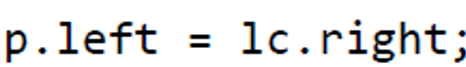 p.left = lc.right;